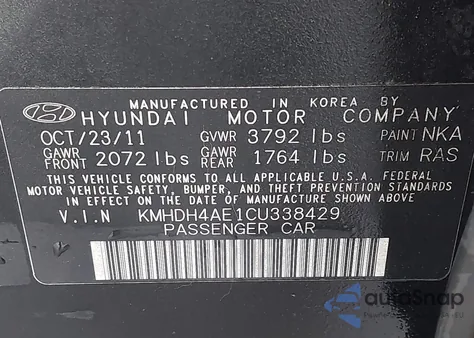 MANUFACTURED IN KOREA BY
HYUNDAI MOTOR COMPANY
OCT/23/11 GVWR 3792 lbs PAINT NKA
GAWR FRONT 2072 lbs GAWR REAR 1764 lbs TRIM RAS
THIS VEHICLE CONFORMS TO ALL APPLICABLE U.S.A. FEDERAL
MOTOR VEHICLE SAFETY, BUMPER, AND THEFT PREVENTION STANDARDS
IN EFFECT ON THE DATE OF MANUFACTURE SHOWN ABOVE.
V.I.N KMHDH4AE1CU338429
PASSENGER CAR
autoSnap